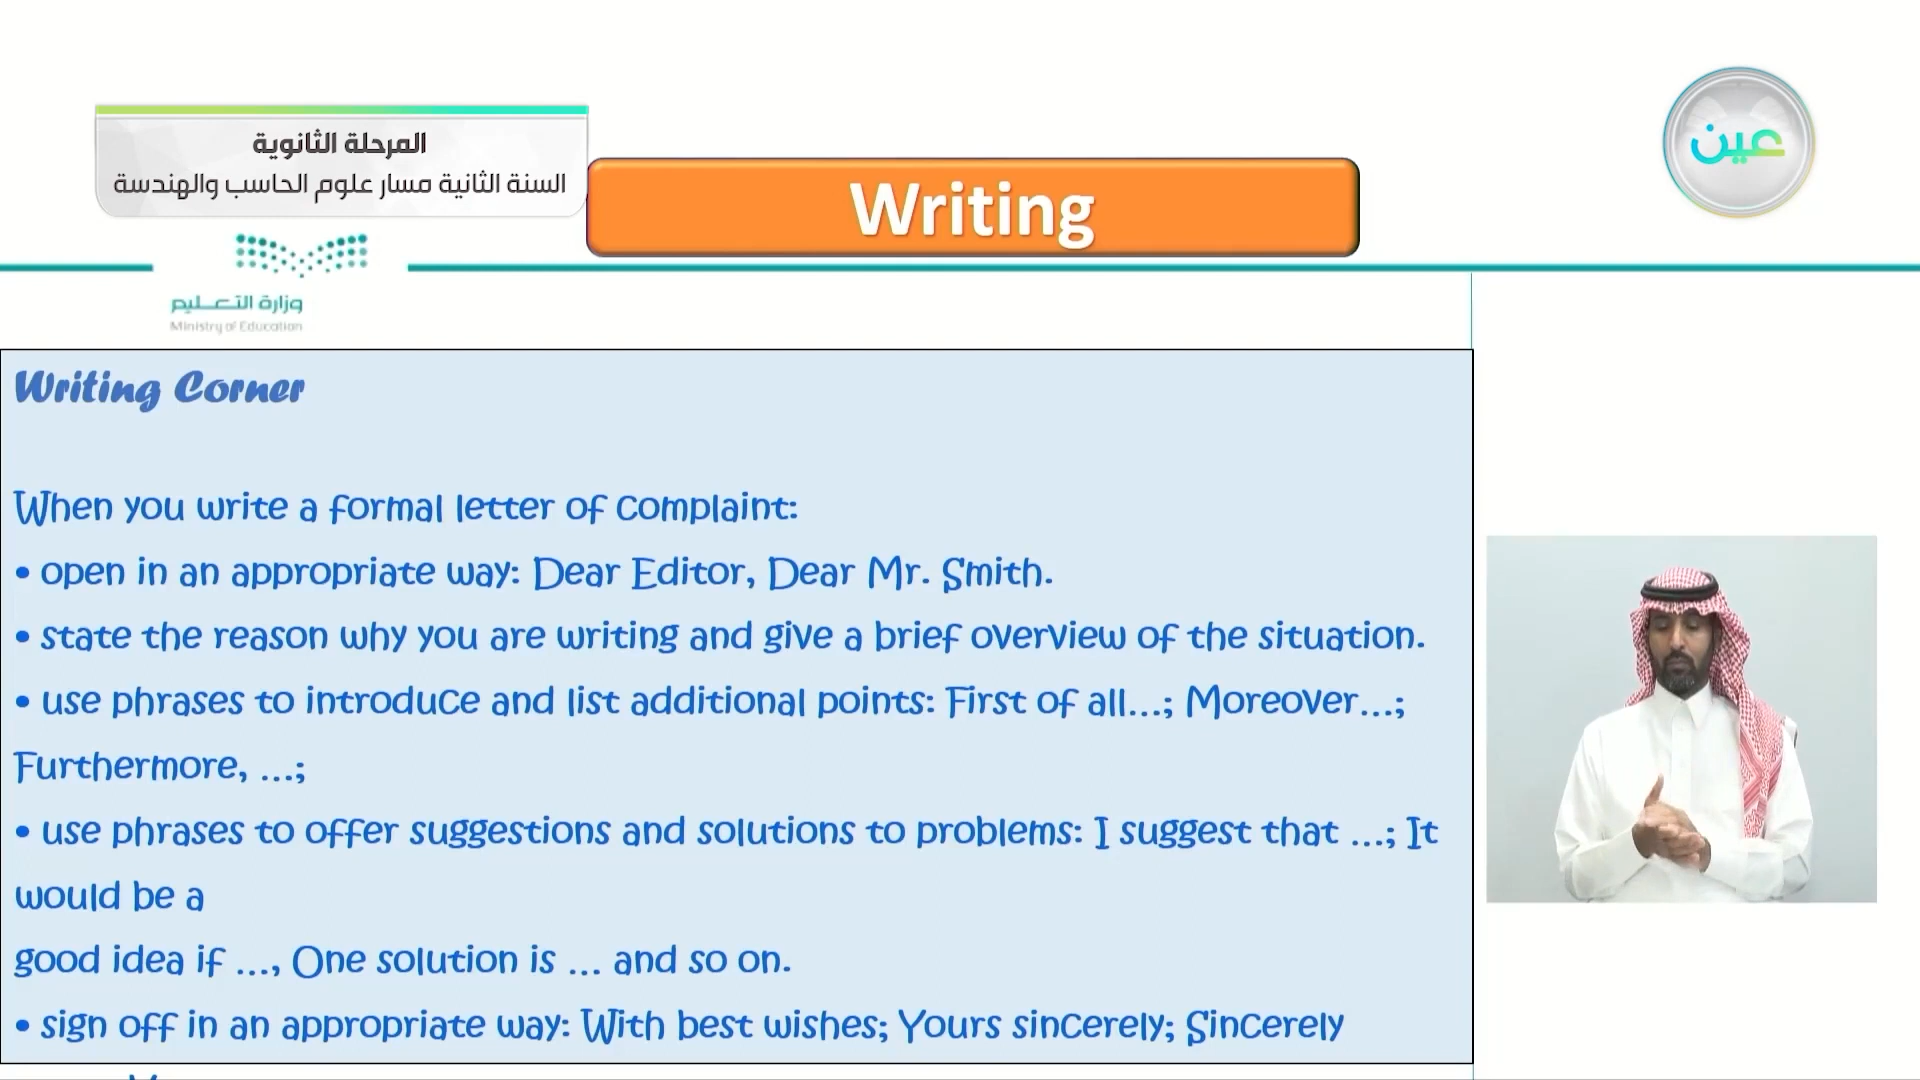 المرحلة الثانوية
السنة الثانية مسار علوم الحاسب والهندسة
عين
Writing
وزارة التعليم
Ministry of Education
Writing Corner
When you write a formal letter of complaint:
• open in an appropriate way: Dear Editor, Dear Mr. Smith.
• state the reason why you are writing and give a brief overview of the situation.
• use phrases to introduce and list additional points: First of all...; Moreover...;
Furthermore, ...;
• use phrases to offer suggestions and solutions to problems: I suggest that ...; It
would be a
good idea if ..., One solution is ... and so on.
• sign off in an appropriate way: With best wishes; Yours sincerely; Sincerely